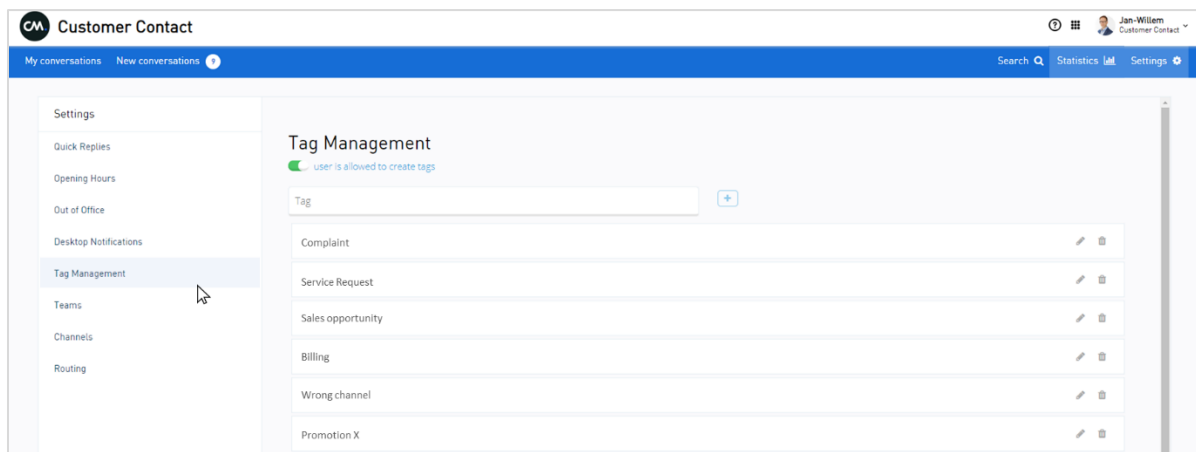 CM Customer Contact
Jan-Willem
Customer Contact
My conversations New conversations 9
Search Statistics Settings
Settings
Quick Replies
Opening Hours
Out of Office
Desktop Notifications
Tag Management
Teams
Channels
Routing
Tag Management
user is allowed to create tags
Tag
Complaint
Service Request
Sales opportunity
Billing
Wrong channel
Promotion X